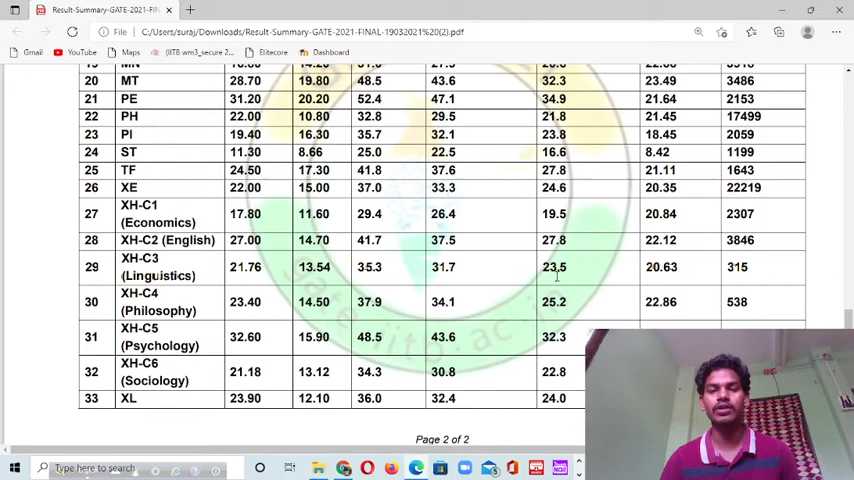 Result-Summary-GATE-2021-FINAL
File C:/Users/suraj/Downloads/Result-Summary-GATE-2021-FINAL-19032021%20(2).pdf
Gmail YouTube Maps (IITB wm3_secure 2... Elitecore Dashboard
20 MT 28.70 19.80 48.5 43.6 32.3 23.49 3486
21 PE 31.20 20.20 52.4 47.1 34.9 21.64 2153
22 PH 22.00 10.80 32.8 29.5 21.8 21.45 17499
23 PI 19.40 16.30 35.7 32.1 23.8 18.45 2059
24 ST 11.30 8.66 25.0 22.5 16.6 8.42 1199
25 TF 24.50 17.30 41.8 37.6 27.8 21.11 1643
26 XE 22.00 15.00 37.0 33.3 24.6 20.35 22219
27 XH-C1 (Economics) 17.80 11.60 29.4 26.4 19.5 20.84 2307
28 XH-C2 (English) 27.00 14.70 41.7 37.5 27.8 22.12 3846
29 XH-C3 (Linguistics) 21.76 13.54 35.3 31.7 23.5 20.63 315
30 XH-C4 (Philosophy) 23.40 14.50 37.9 34.1 25.2 22.86 538
31 XH-C5 (Psychology) 32.60 15.90 48.5 43.6 32.3
32 XH-C6 (Sociology) 21.18 13.12 34.3 30.8 22.8
33 XL 23.90 12.10 36.0 32.4 24.0
Page 2 of 2
Type here to search